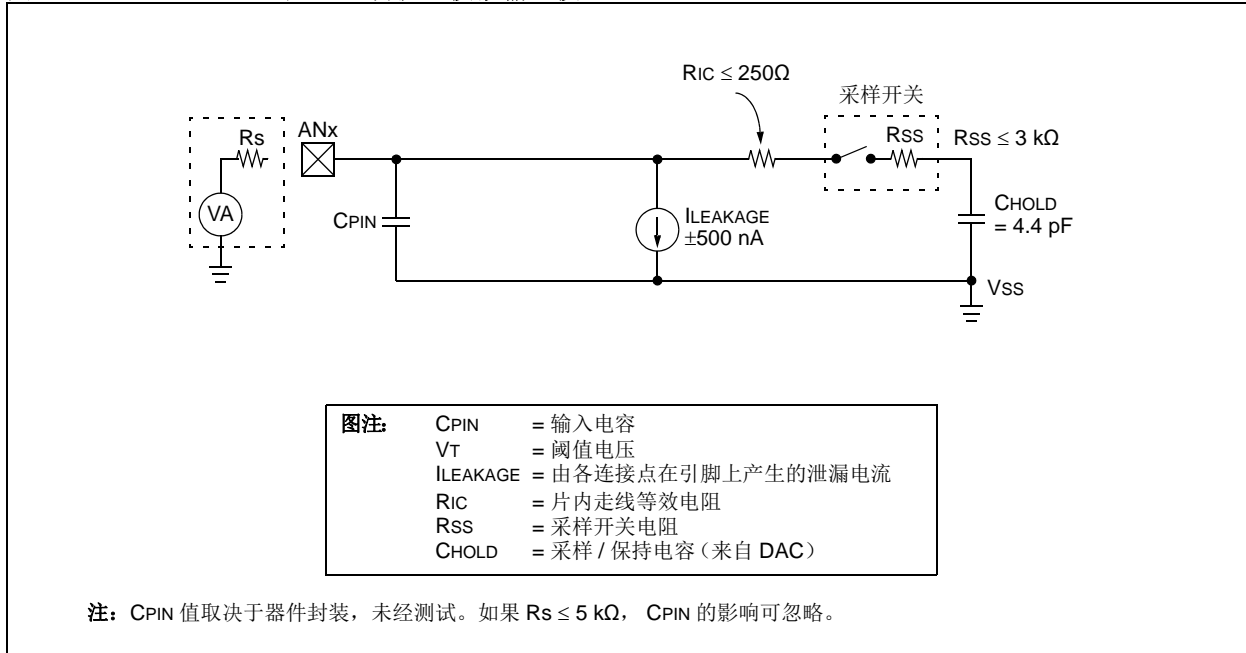 RIC ≤ 250Ω
采样开关
Rs
ANx
RSS
RSS ≤ 3 kΩ
VA
CPIN
ILEAKAGE
±500 nA
CHOLD
= 4.4 pF
VSS
图注: CPIN = 输入电容
VT = 阈值电压
ILEAKAGE = 由各连接点在引脚上产生的泄漏电流
RIC = 片内走线等效电阻
RSS = 采样开关电阻
CHOLD = 采样 / 保持电容（来自 DAC）
注：CPIN 值取决于器件封装，未经测试。如果 Rs ≤ 5 kΩ， CPIN 的影响可忽略。